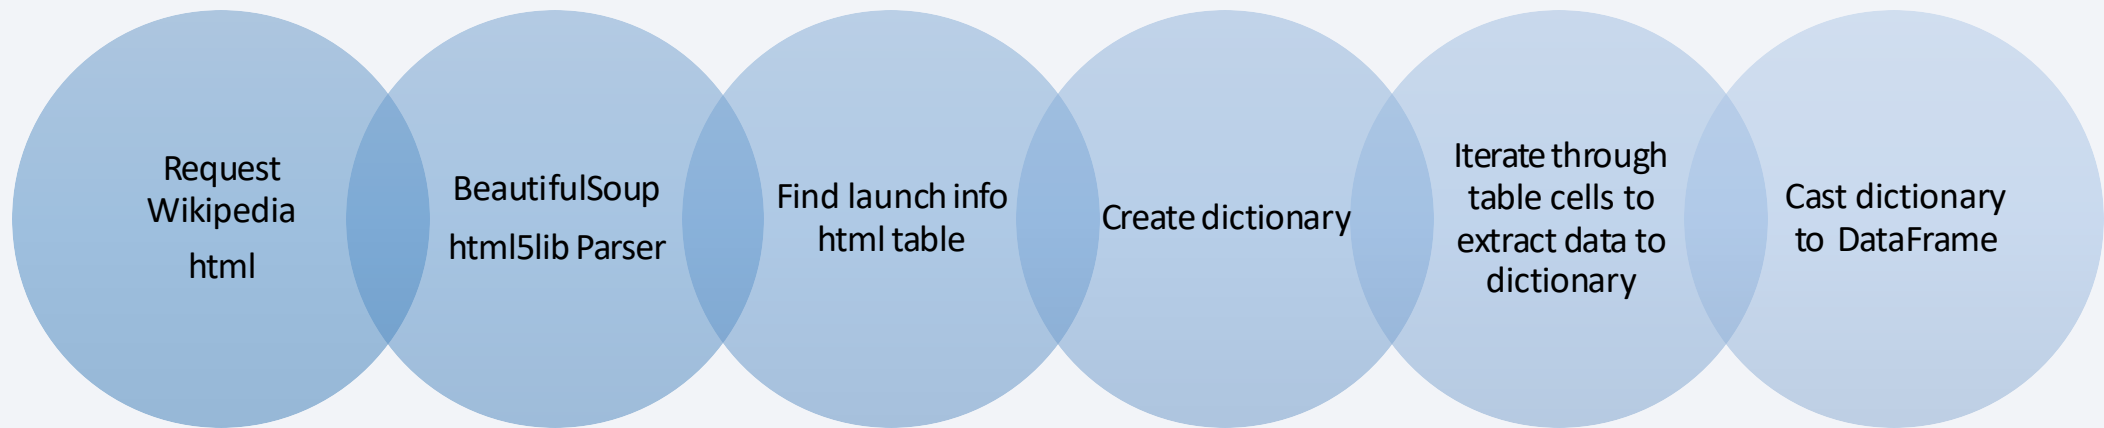 Request
Wikipedia
html
BeautifulSoup
html5lib Parser
Find launch info
html table
Create dictionary
Iterate through
table cells to
extract data to
dictionary
Cast dictionary
to DataFrame